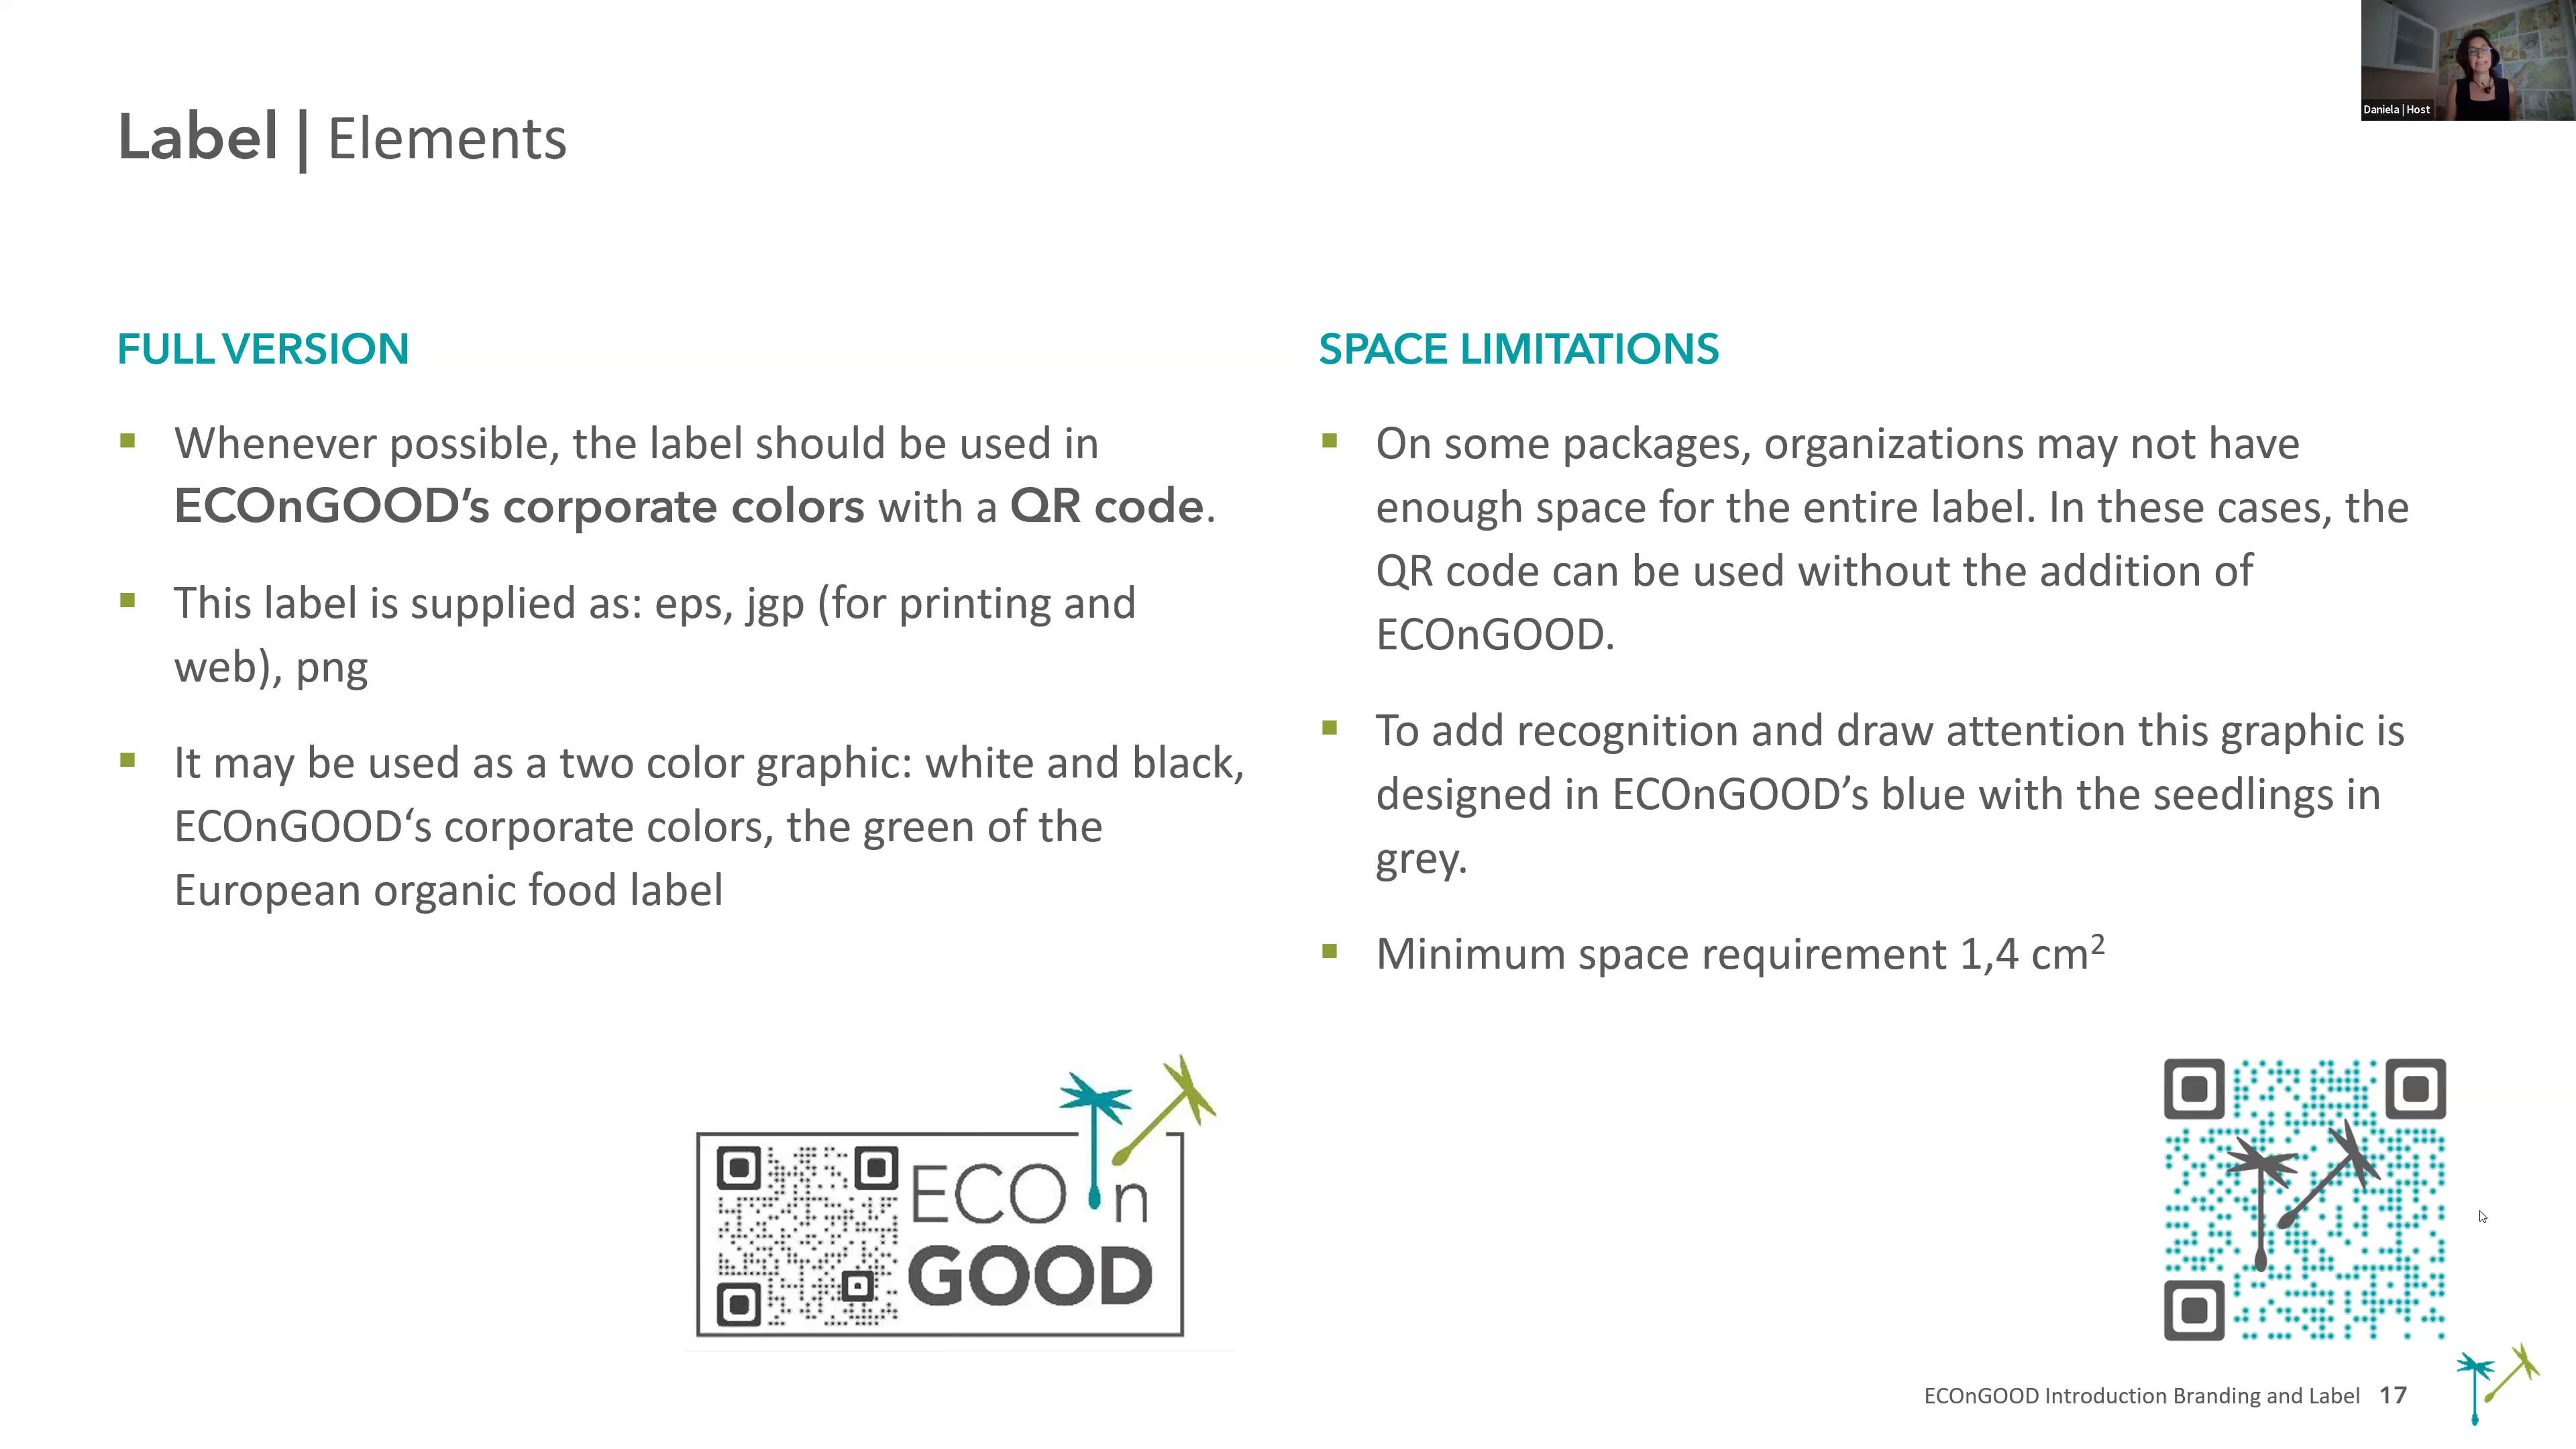 Daniela | Host
Label | Elements
FULL VERSION
Whenever possible, the label should be used in
ECOnGOOD’s corporate colors with a QR code.
This label is supplied as: eps, jgp (for printing and
web), png
It may be used as a two color graphic: white and black,
ECOnGOOD‘s corporate colors, the green of the
European organic food label
ECO n
GOOD
SPACE LIMITATIONS
On some packages, organizations may not have
enough space for the entire label. In these cases, the
QR code can be used without the addition of
ECOnGOOD.
To add recognition and draw attention this graphic is
designed in ECOnGOOD’s blue with the seedlings in
grey.
Minimum space requirement 1,4 cm²
ECOnGOOD Introduction Branding and Label 17